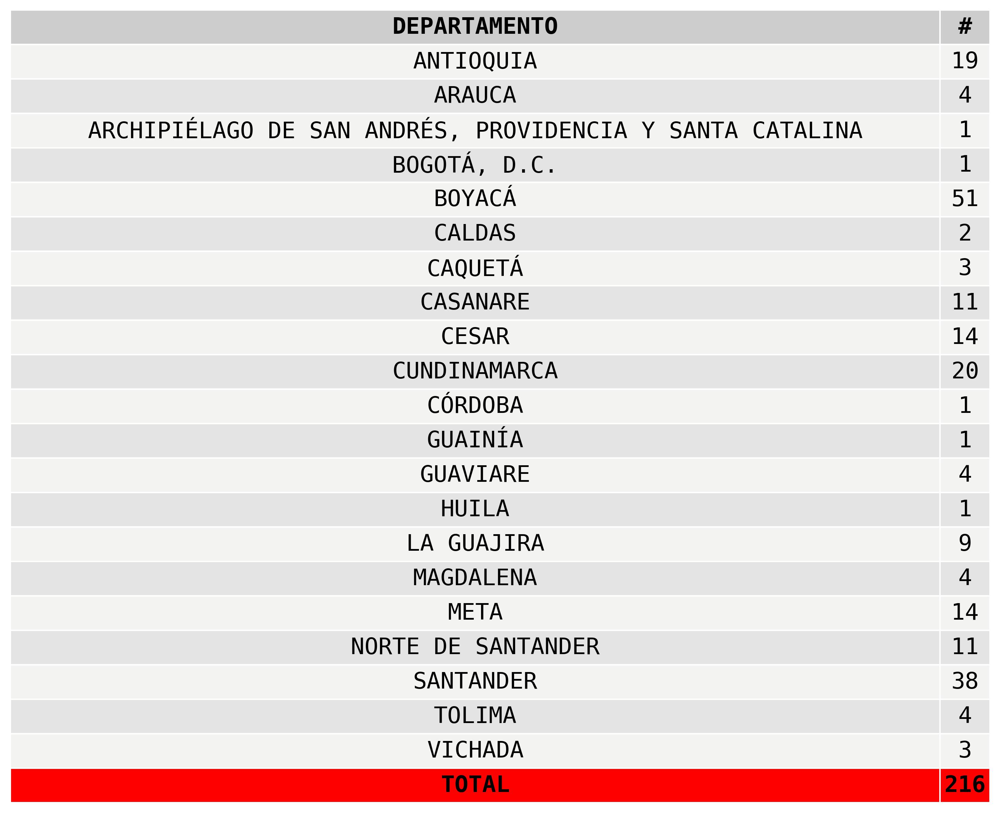 DEPARTAMENTO #
ANTIOQUIA 19
ARAUCA 4
ARCHIPIÉLAGO DE SAN ANDRÉS, PROVIDENCIA Y SANTA CATALINA 1
BOGOTÁ, D.C. 1
BOYACÁ 51
CALDAS 2
CAQUETÁ 3
CASANARE 11
CESAR 14
CUNDINAMARCA 20
CÓRDOBA 1
GUAINÍA 1
GUAVIARE 4
HUILA 1
LA GUAJIRA 9
MAGDALENA 4
META 14
NORTE DE SANTANDER 11
SANTANDER 38
TOLIMA 4
VICHADA 3
TOTAL 216